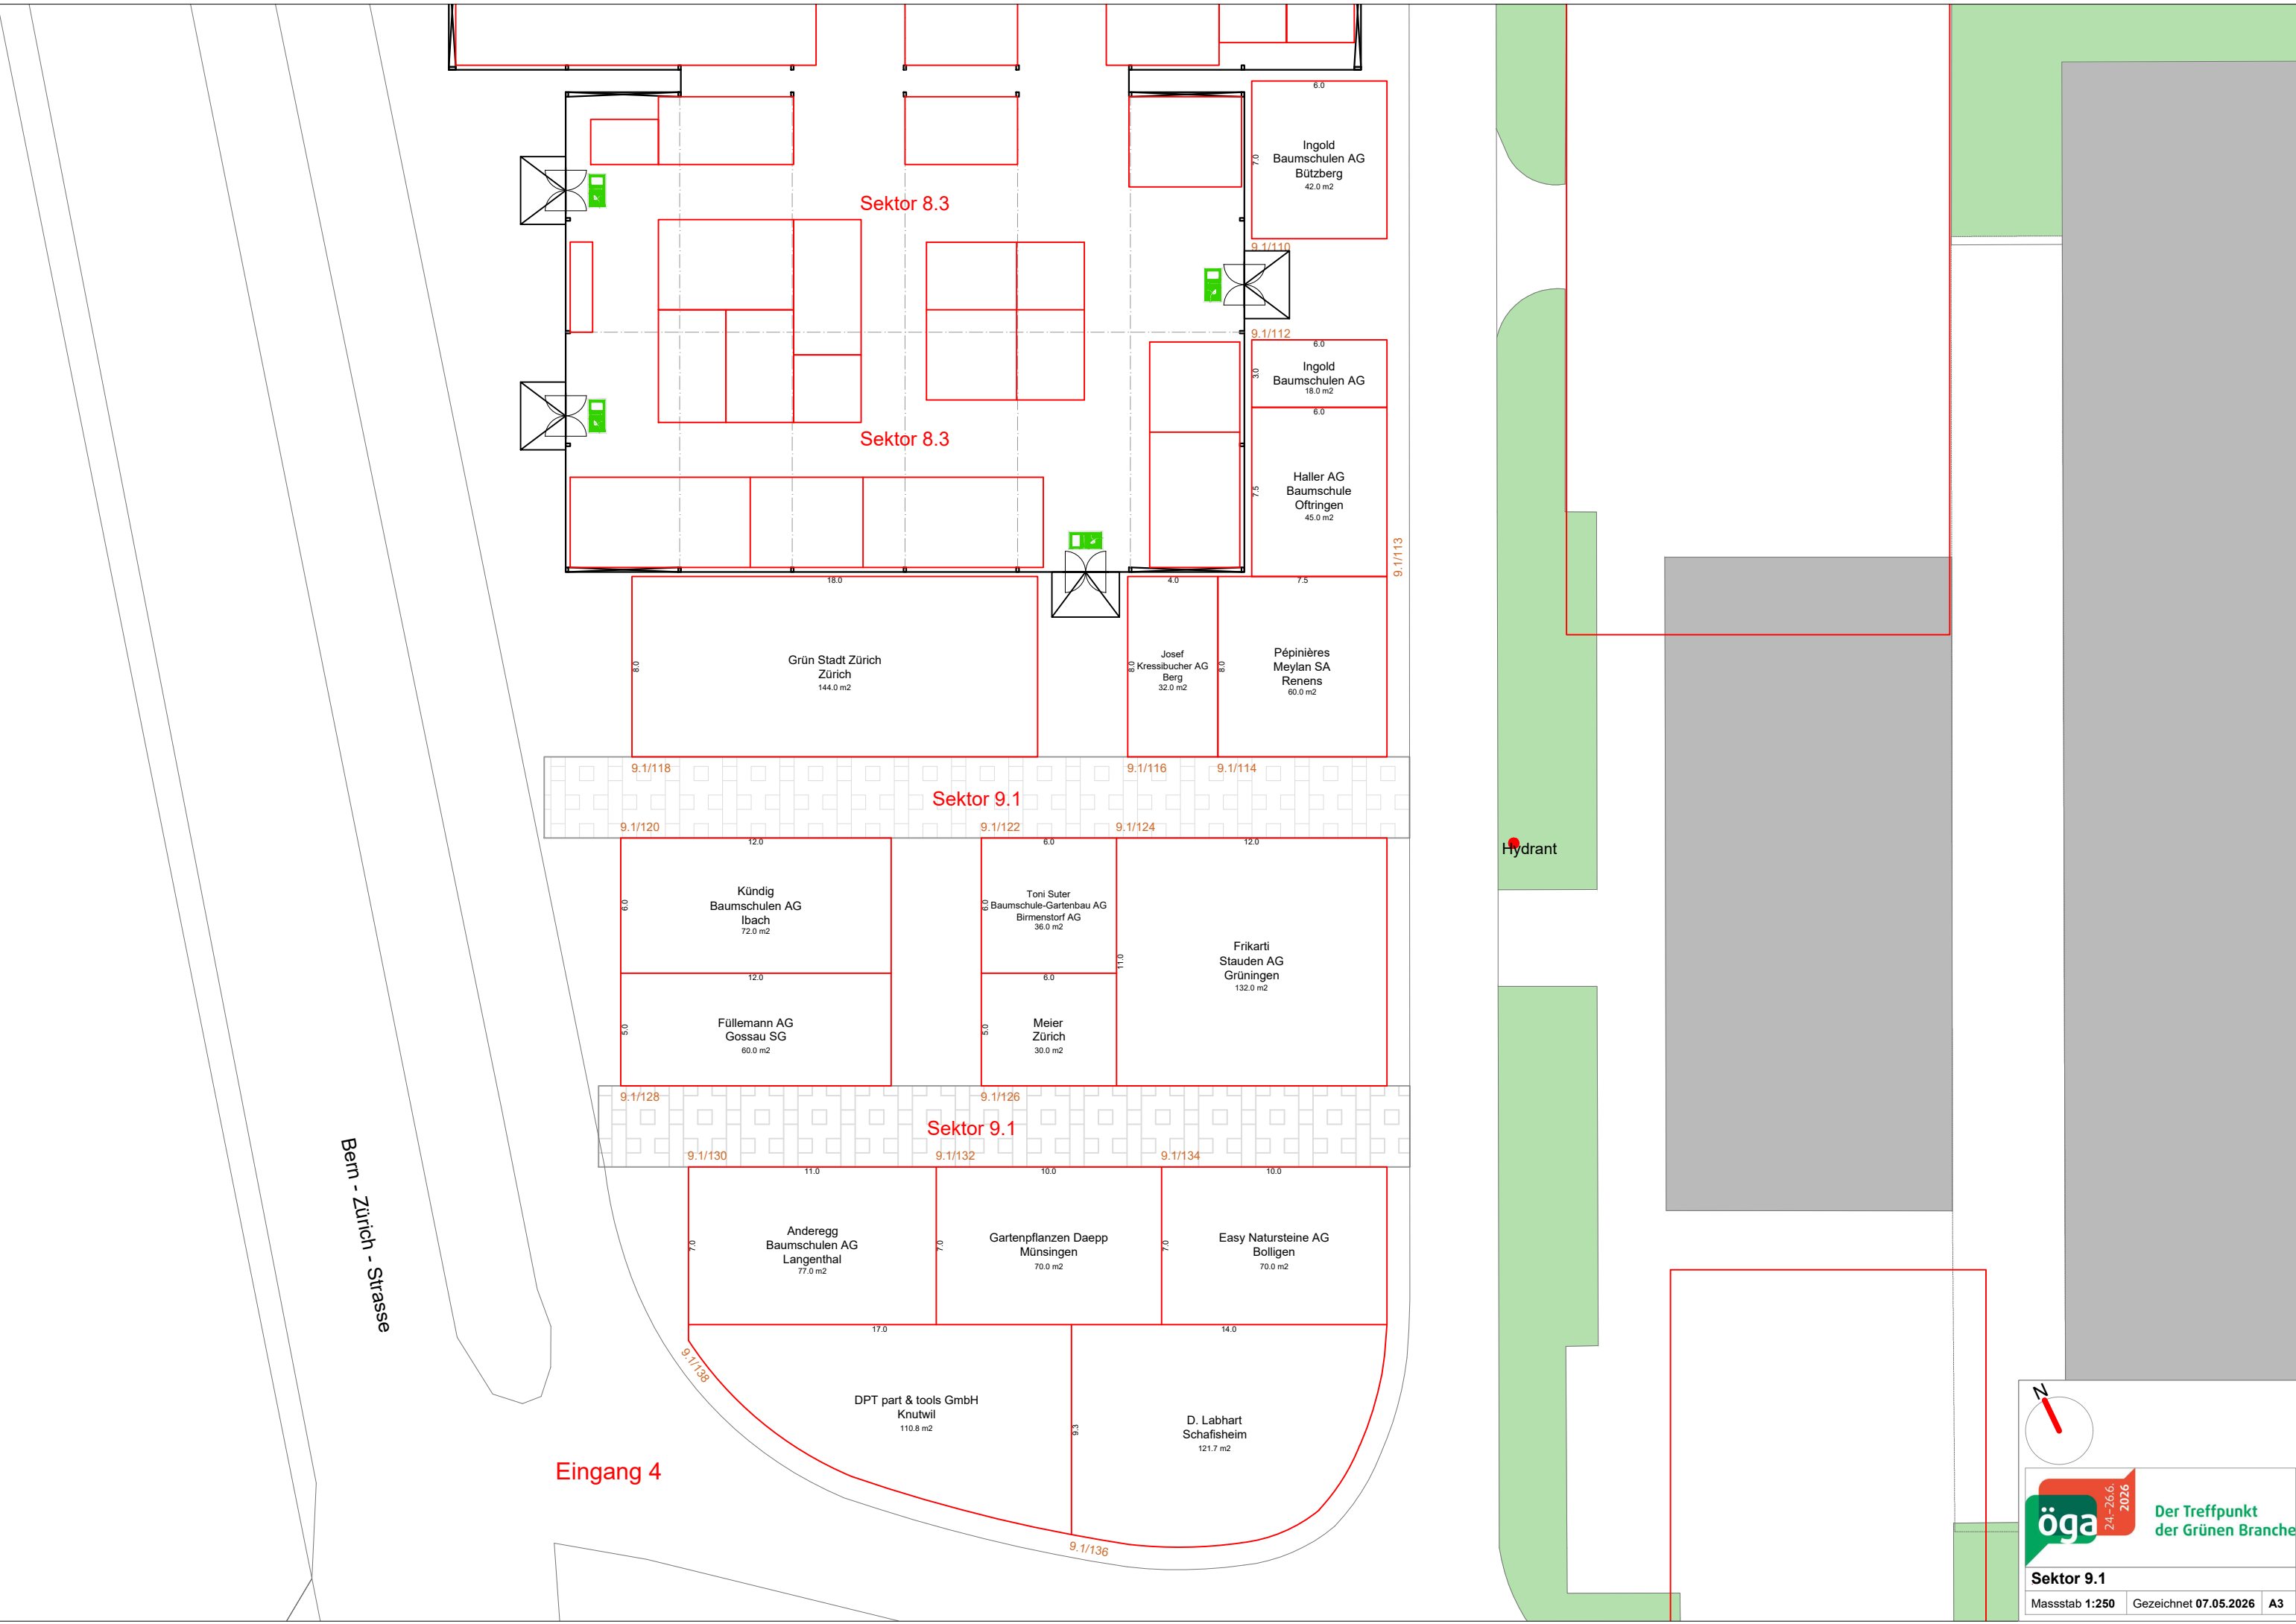 6.0
7.0
Ingold
Baumschulen AG
Bützberg
42.0 m2
Sektor 8.3
9.1/110
9.1/112
6.0
3.0
Ingold
Baumschulen AG
18.0 m2
6.0
Sektor 8.3
7.5
Haller AG
Baumschule
Oftringen
45.0 m2
9.1/113
18.0
8.0
Grün Stadt Zürich
Zürich
144.0 m2
4.0
8.0
Josef
Kressibucher AG
Berg
32.0 m2
7.5
8.0
Pépinières
Meylan SA
Renens
60.0 m2
9.1/118
9.1/116
9.1/114
Sektor 9.1
9.1/120
9.1/122
9.1/124
12.0
6.0
Kündig
Baumschulen AG
Ibach
72.0 m2
6.0
6.0
Toni Suter
Baumschule-Gartenbau AG
Birmenstorf AG
36.0 m2
12.0
11.0
Frikarti
Stauden AG
Grüningen
132.0 m2
Hydrant
12.0
5.0
Füllemann AG
Gossau SG
60.0 m2
6.0
5.0
Meier
Zürich
30.0 m2
9.1/128
9.1/126
Sektor 9.1
9.1/130
9.1/132
9.1/134
11.0
7.0
Anderegg
Baumschulen AG
Langenthal
77.0 m2
10.0
7.0
Gartenpflanzen Daepp
Münsingen
70.0 m2
10.0
7.0
Easy Natursteine AG
Bolligen
70.0 m2
Bern - Zürich - Strasse
17.0
14.0
9.1/138
DPT part & tools GmbH
Knutwil
110.8 m2
9.3
D. Labhart
Schafisheim
121.7 m2
9.1/136
Eingang 4
N
öga
24.–26.6.
2026
Der Treffpunkt
der Grünen Branche
Sektor 9.1
Massstab 1:250 Gezeichnet 07.05.2026 A3